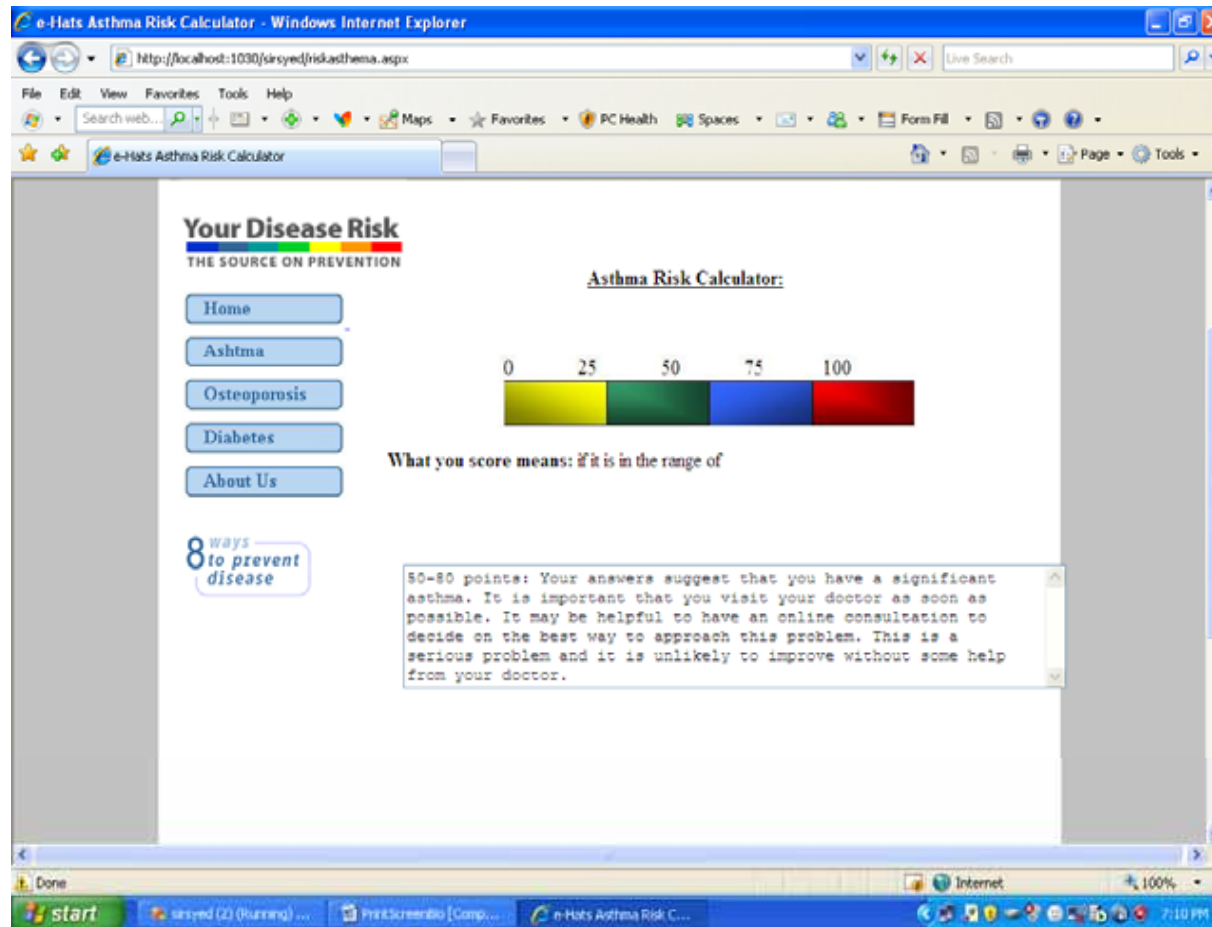 e-Hats Asthma Risk Calculator - Windows Internet Explorer
http://localhost:1030/sirsyed/riskasthema.aspx
Live Search
File Edit View Favorites Tools Help
Search web... Maps Favorites PC Health Spaces Form Fill
e-Hats Asthma Risk Calculator Page Tools
Your Disease Risk
THE SOURCE ON PREVENTION
Asthma Risk Calculator:
Home
Ashtma
Osteoporosis
Diabetes
About Us
0 25 50 75 100
What you score means: if it is in the range of
8 ways
to prevent
disease
50-80 points: Your answers suggest that you have a significant
asthma. It is important that you visit your doctor as soon as
possible. It may be helpful to have an online consultation to
decide on the best way to approach this problem. This is a
serious problem and it is unlikely to improve without some help
from your doctor.
Done Internet 100%
start sirsyed (2) (Running) ... PrintScreenBio [Comp... e-Hats Asthma Risk C... 7:10 PM